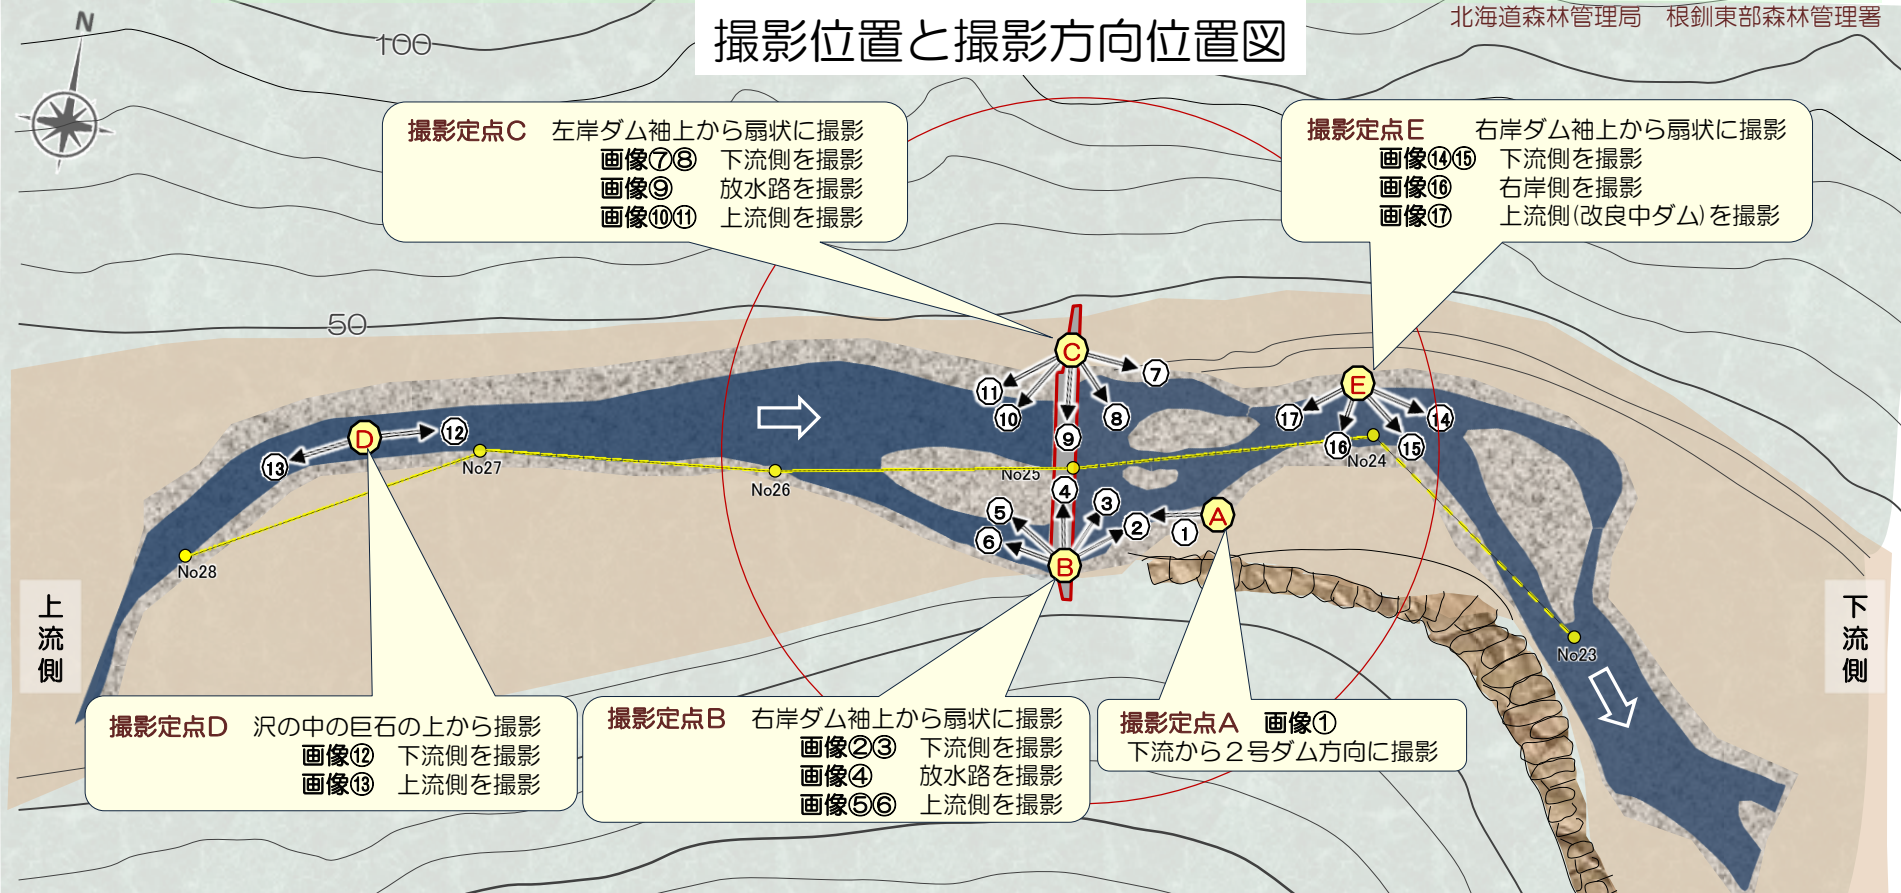 撮影位置と撮影方向位置図
北海道森林管理局　根釧東部森林管理署
N
100
50
撮影定点C　左岸ダム袖上から扇状に撮影
画像⑦⑧　下流側を撮影
画像⑨　放水路を撮影
画像⑩⑪　上流側を撮影
撮影定点E　右岸ダム袖上から扇状に撮影
画像⑭⑮　下流側を撮影
画像⑯　右岸側を撮影
画像⑰　上流側(改良中ダム)を撮影
C
⑦
⑧
⑨
⑩
⑪
E
⑭
⑮
⑯
⑰
D
⑫
⑬
No28
No27
No26
No25
No24
No23
④
③
②
⑤
⑥
B
①
A
上流側
下流側
撮影定点D　沢の中の巨石の上から撮影
画像⑫　下流側を撮影
画像⑬　上流側を撮影
撮影定点B　右岸ダム袖上から扇状に撮影
画像②③　下流側を撮影
画像④　放水路を撮影
画像⑤⑥　上流側を撮影
撮影定点A　画像①
下流から２号ダム方向に撮影